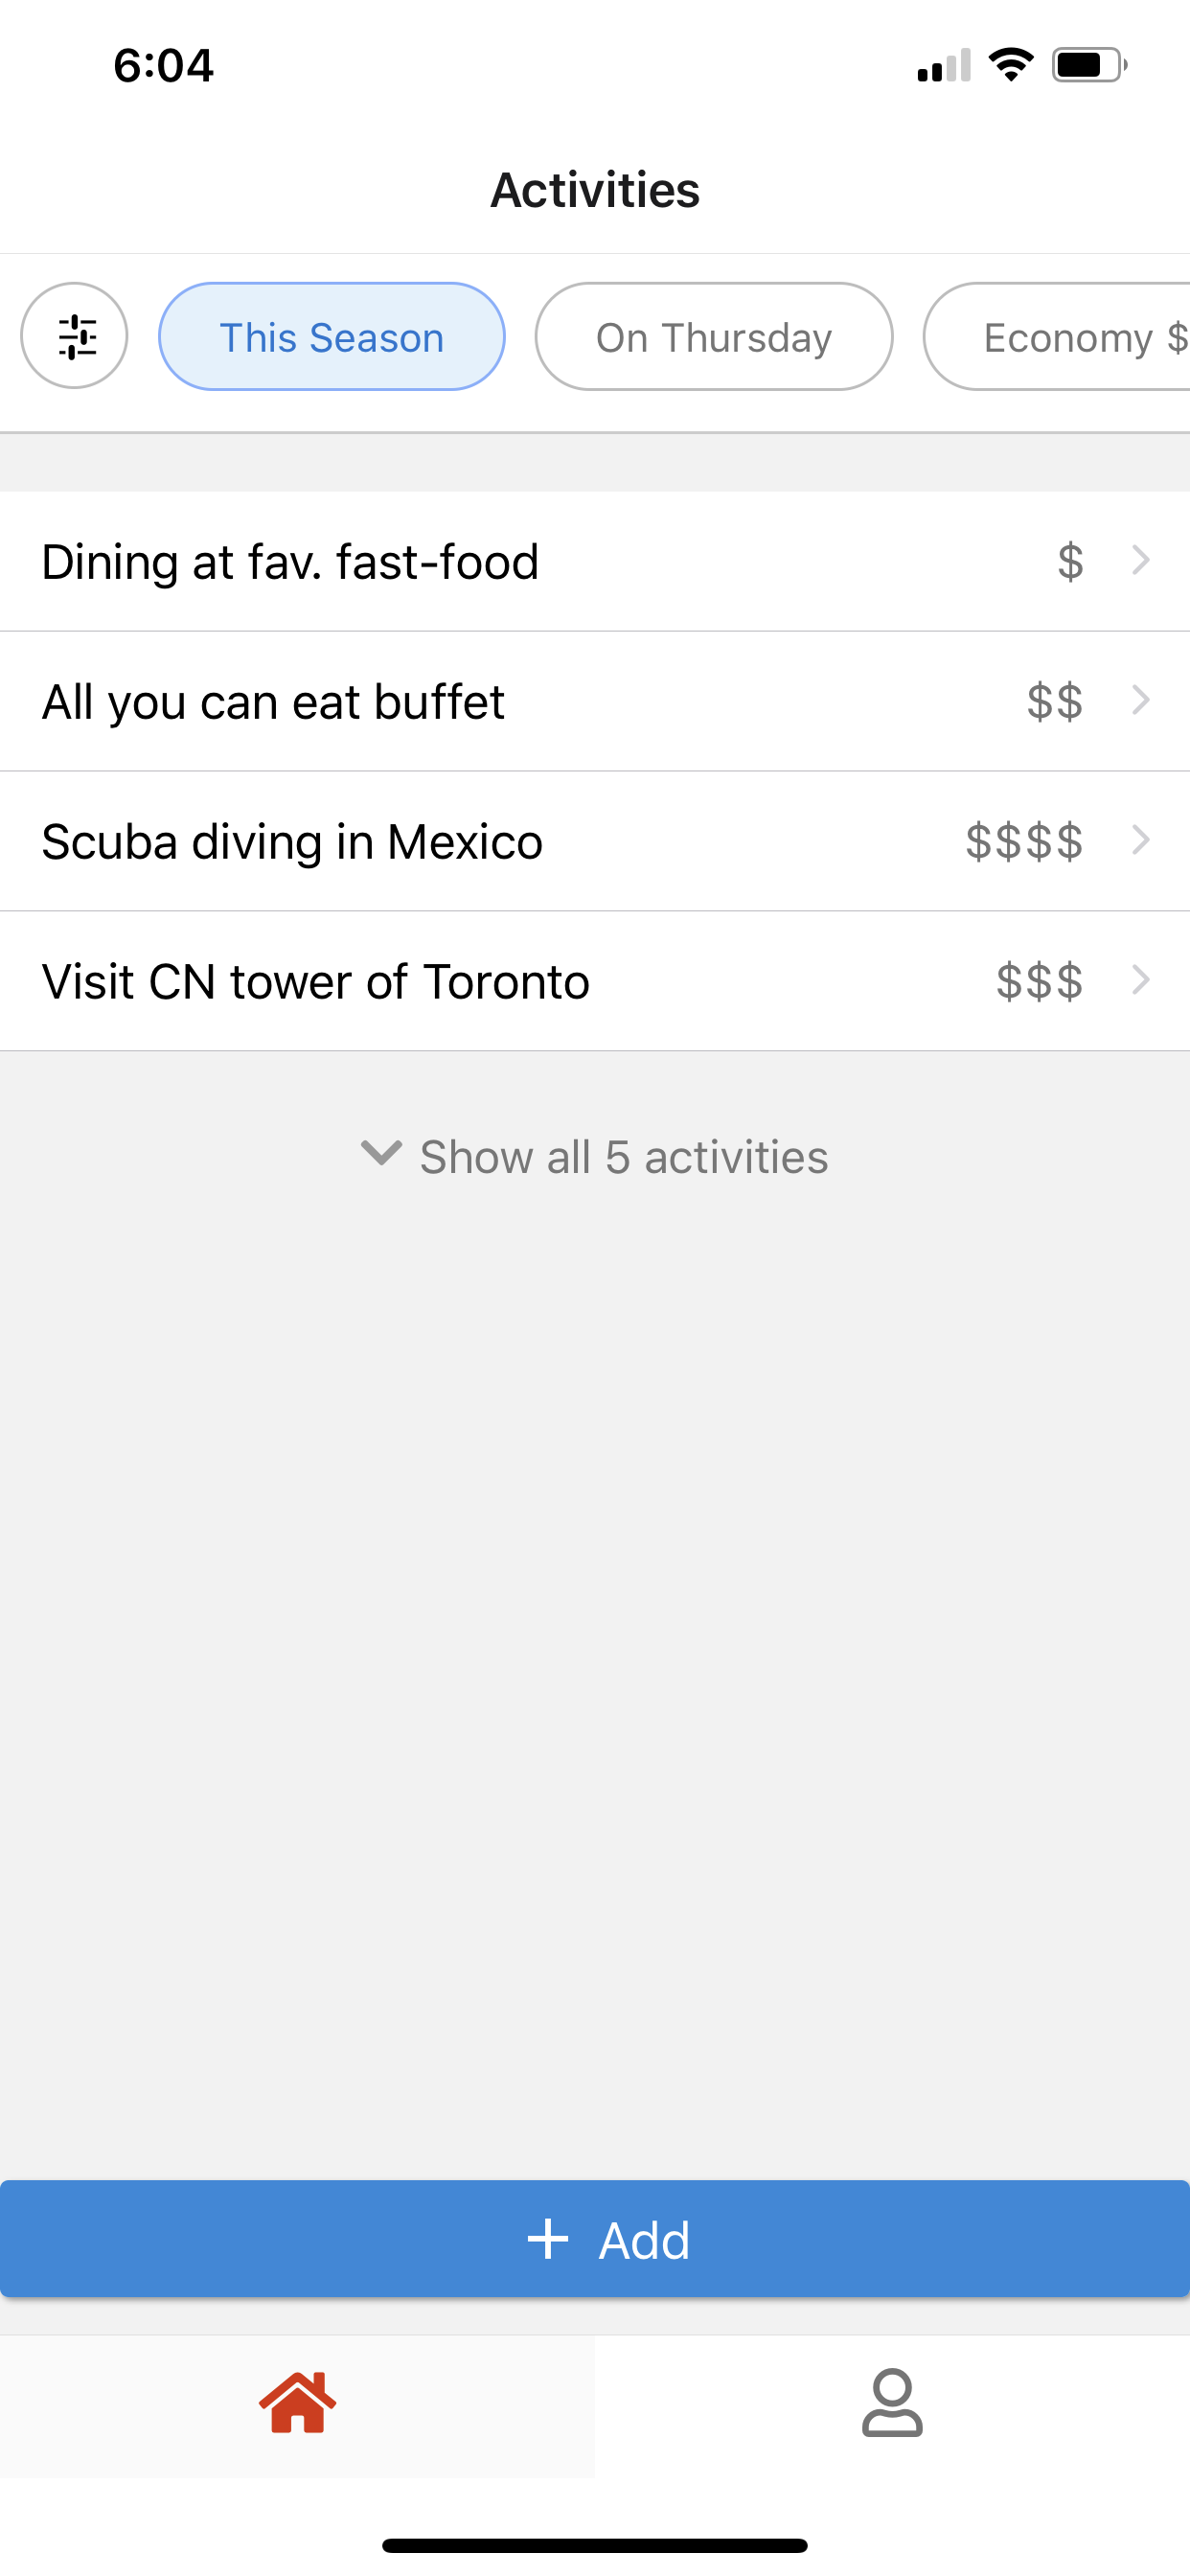 6:04
Activities
This Season
On Thursday
Economy $
Dining at fav. fast-food
$
All you can eat buffet
$$
Scuba diving in Mexico
$$$$
Visit CN tower of Toronto
$$$
Show all 5 activities
Add